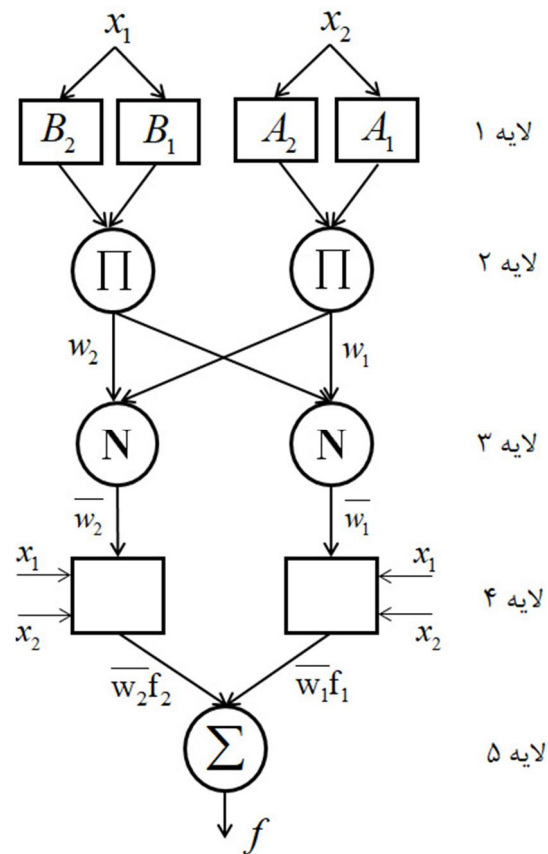 x₁ x₂
B₂ B₁ A₂ A₁ لایه ۱
∏ ∏ لایه ۲
w₂ w₁
N N لایه ۳
w̅₂ w̅₁
x₁ x₁
لایه ۴
x₂ x₂
w̅₂f₂ w̅₁f₁
∑ لایه ۵
f